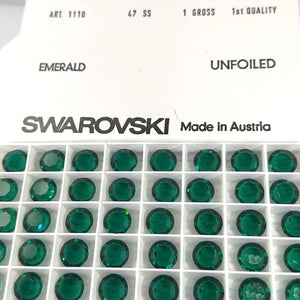 ART. 1110 47 SS 1 GROSS 1st QUALITY
EMERALD UNFOILED
SWAROVSKI Made in Austria